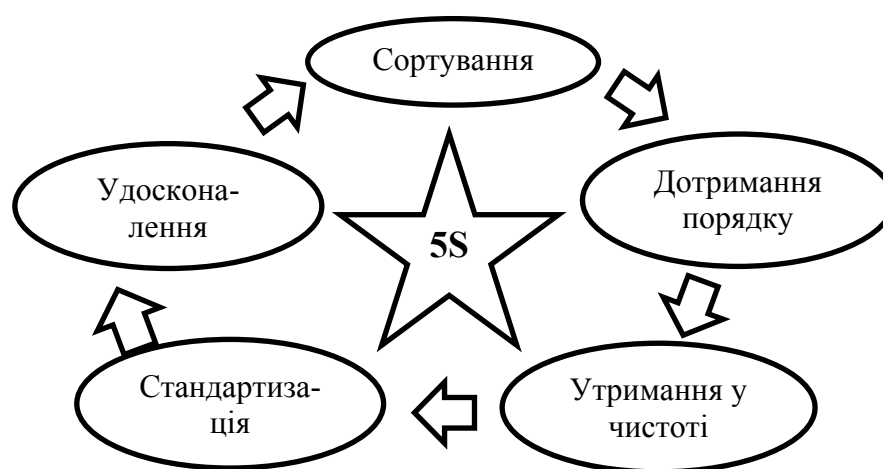 Сортування
Дотримання
порядку
Утримання у
чистоті
Стандартиза-
ція
Удоскона-
лення
5S